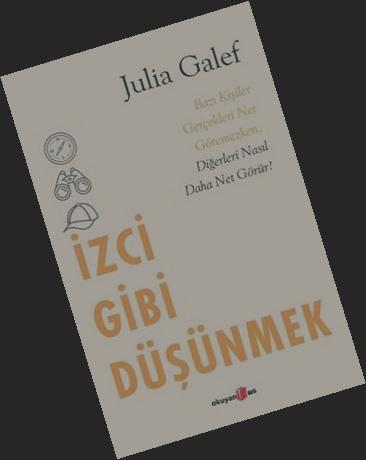 Julia Galef
Bazı Kişiler
Gerçekleri Net
Göremezken,
Diğerleri Nasıl
Daha Net Görür?
İZCİ
GİBİ
DÜŞÜNMEK
okuyan us